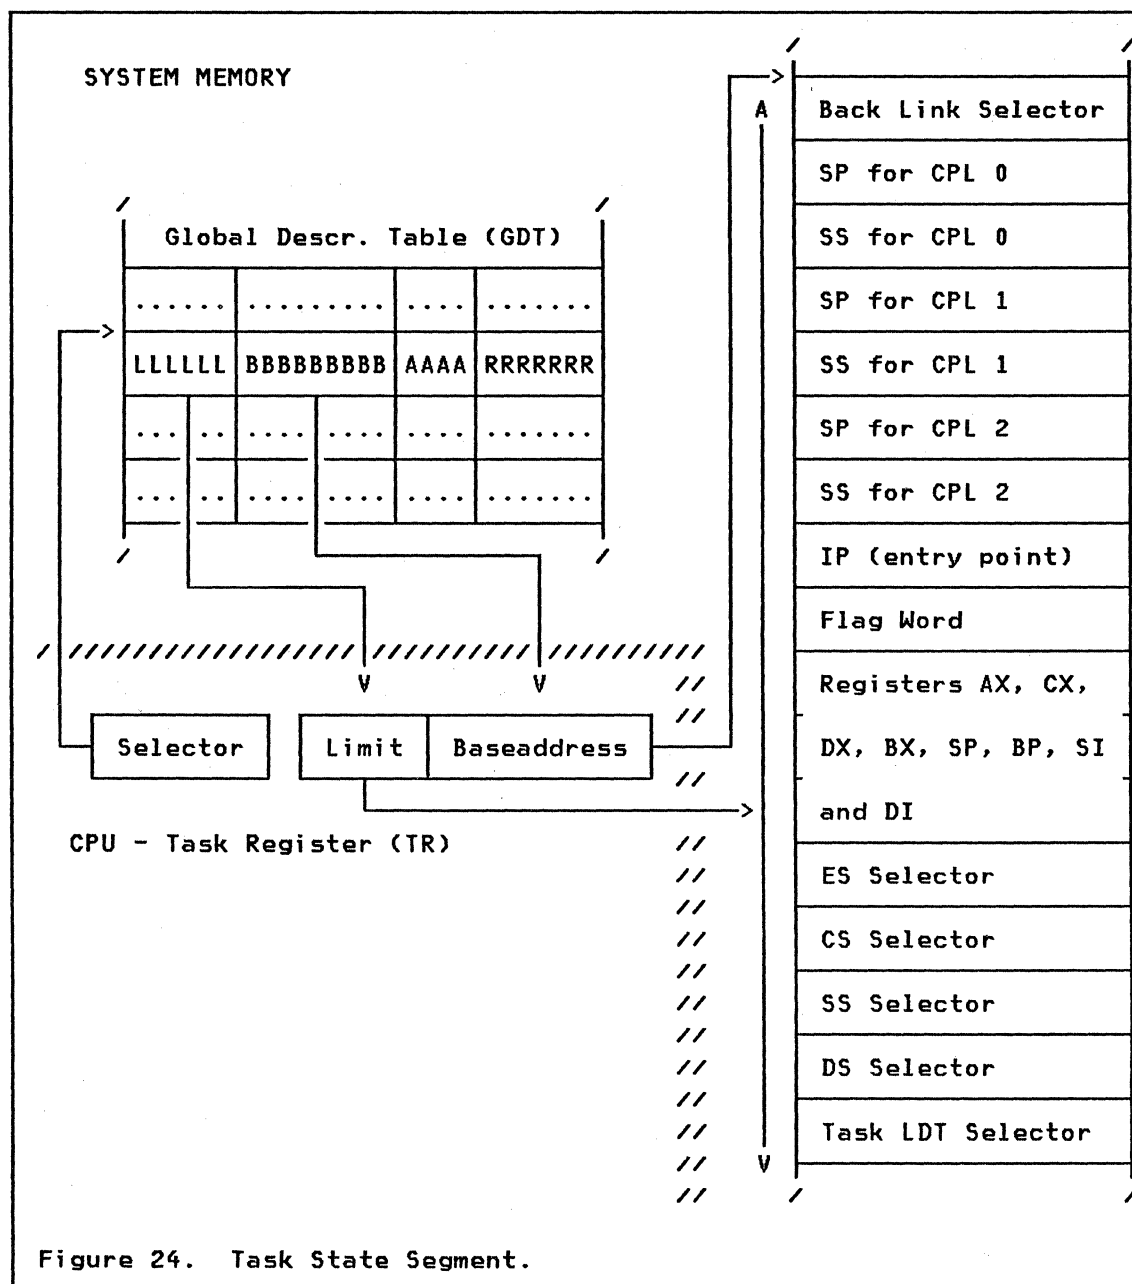 SYSTEM MEMORY
Global Descr. Table (GDT)
...... ......... .... .......
LLLLLL BBBBBBBBB AAAA RRRRRRR
... .. .... .... .... .......
... .. .... .... .... .......
Selector
Limit
Baseaddress
CPU - Task Register (TR)
A
Back Link Selector
SP for CPL 0
SS for CPL 0
SP for CPL 1
SS for CPL 1
SP for CPL 2
SS for CPL 2
IP (entry point)
Flag Word
Registers AX, CX,
DX, BX, SP, BP, SI
and DI
ES Selector
CS Selector
SS Selector
DS Selector
Task LDT Selector
V
Figure 24. Task State Segment.